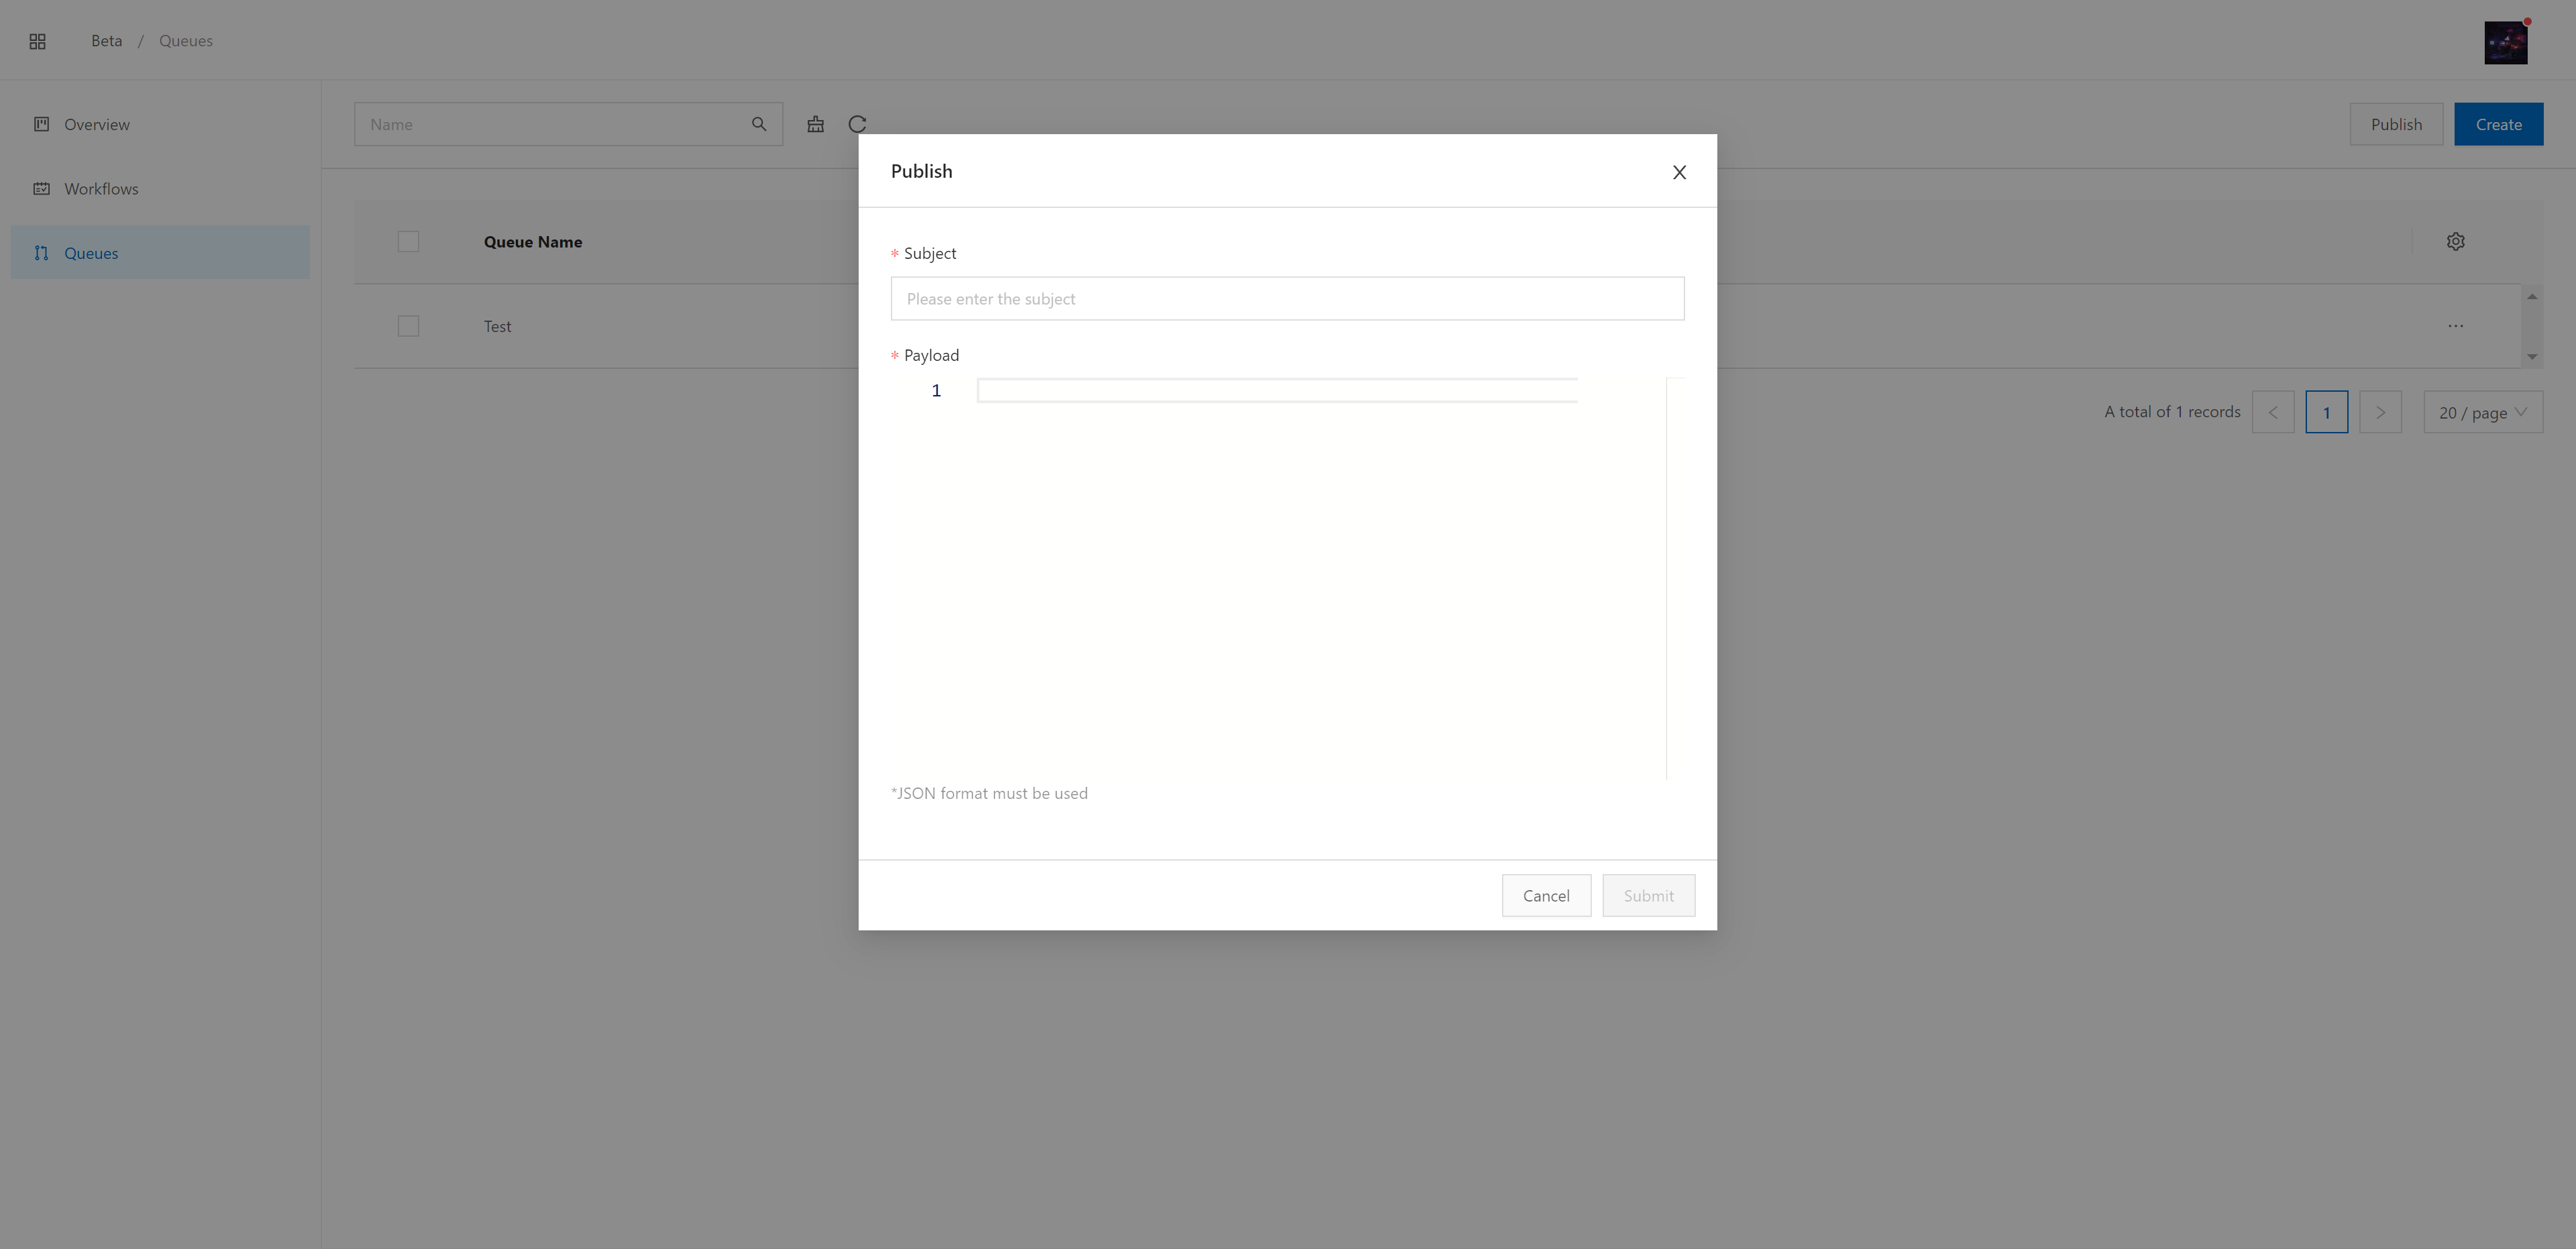 Beta / Queues
Overview
Workflows
Queues
Name
Publish
Create
Queue Name
Test
A total of 1 records
1
20 / page
Publish
* Subject
Please enter the subject
* Payload
1
*JSON format must be used
Cancel
Submit